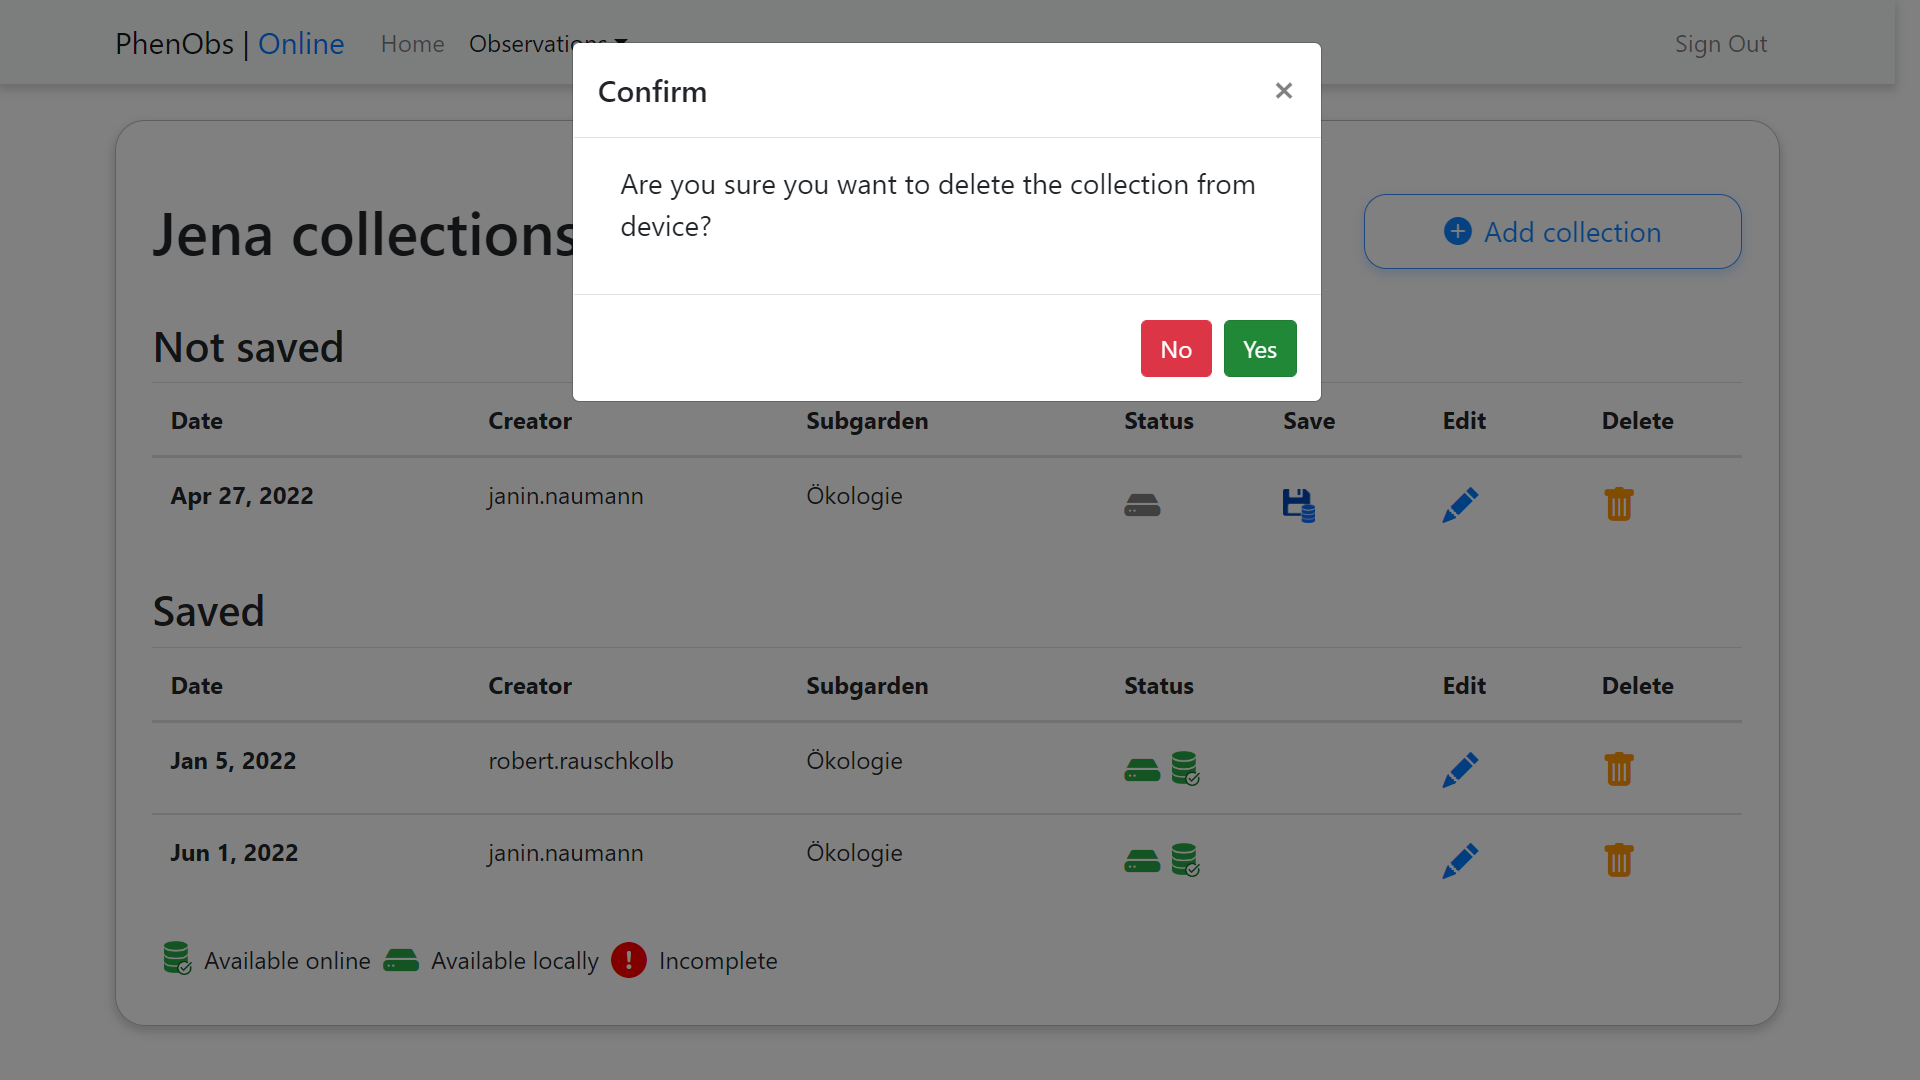 PhenObs | Online Home Observations Sign Out
Confirm
×
Are you sure you want to delete the collection from
device?
No Yes
Jena collections
Add collection
Not saved
Date Creator Subgarden Status Save Edit Delete
Apr 27, 2022 janin.naumann Ökologie
Saved
Date Creator Subgarden Status Edit Delete
Jan 5, 2022 robert.rauschkolb Ökologie
Jun 1, 2022 janin.naumann Ökologie
Available online Available locally Incomplete